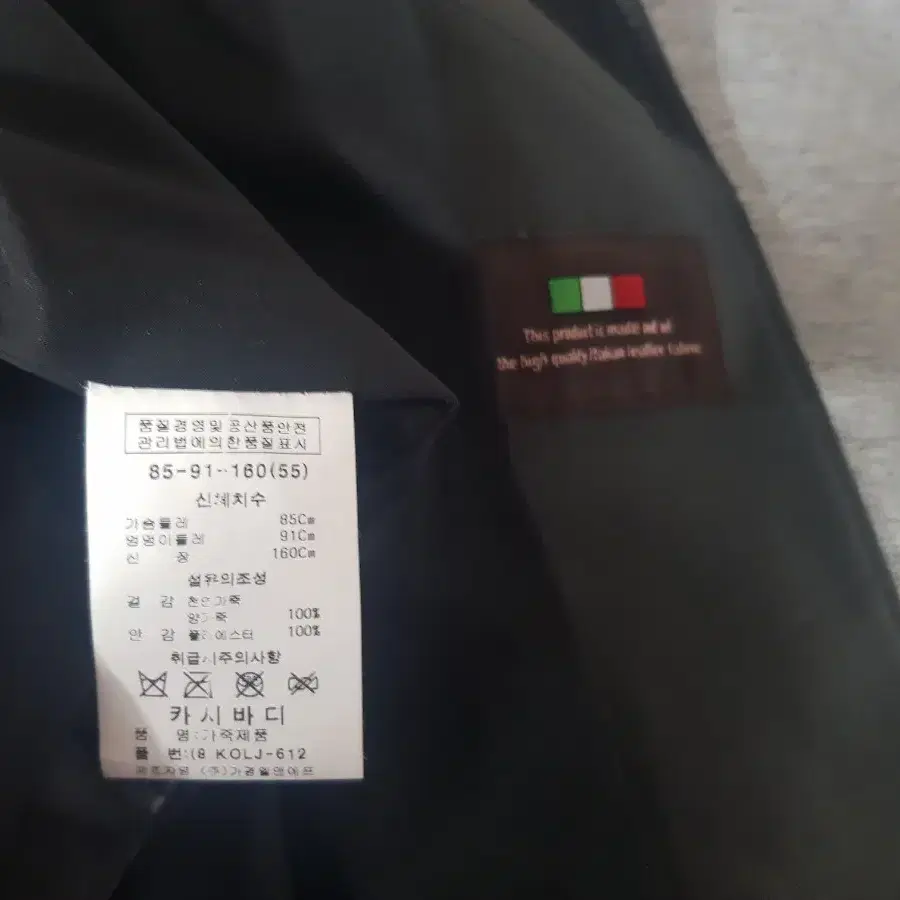 This product is made out of
the high quality Italian leather fabric
품질경영및공산품안전
관리법에의한품질표시
85-91-160(55)
신체치수
가슴둘레 85Cm
엉덩이둘레 91Cm
신 장 160Cm
섬유의조성
겉 감 천연가죽
양가죽 100%
안 감 폴리에스터 100%
취급시주의사항
카시바디
품 명:가죽제품
품 번:(8 KOLJ-612